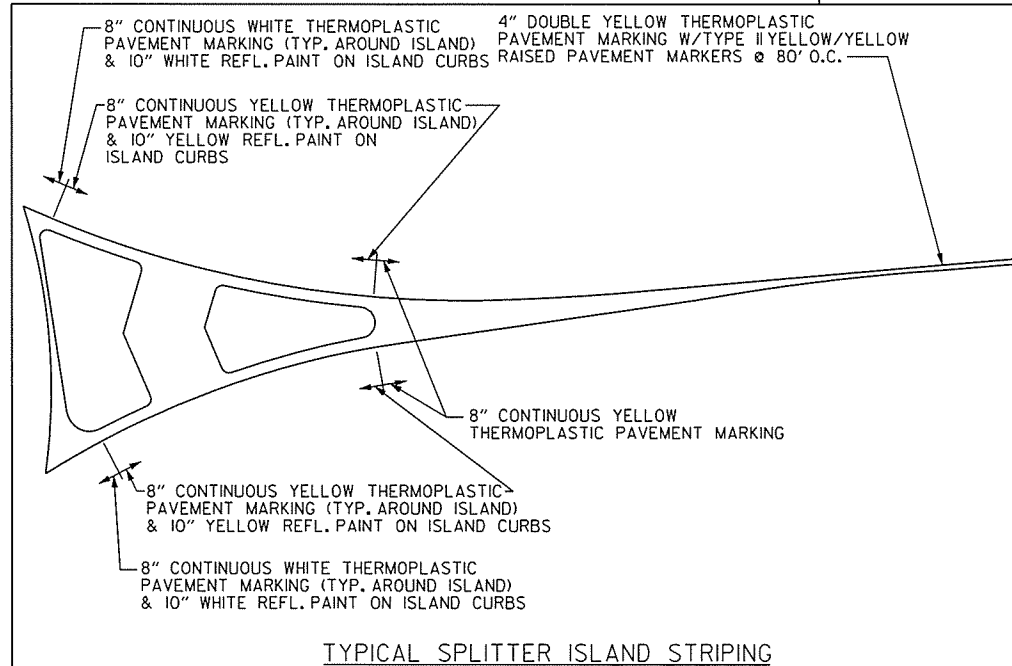 8" CONTINUOUS WHITE THERMOPLASTIC
PAVEMENT MARKING (TYP. AROUND ISLAND)
& 10" WHITE REFL. PAINT ON ISLAND CURBS
4" DOUBLE YELLOW THERMOPLASTIC
PAVEMENT MARKING W/TYPE II YELLOW/YELLOW
RAISED PAVEMENT MARKERS @ 80' O.C.
8" CONTINUOUS YELLOW THERMOPLASTIC
PAVEMENT MARKING (TYP. AROUND ISLAND)
& 10" YELLOW REFL. PAINT ON
ISLAND CURBS
8" CONTINUOUS YELLOW
THERMOPLASTIC PAVEMENT MARKING
8" CONTINUOUS YELLOW THERMOPLASTIC
PAVEMENT MARKING (TYP. AROUND ISLAND)
& 10" YELLOW REFL. PAINT ON ISLAND CURBS
8" CONTINUOUS WHITE THERMOPLASTIC
PAVEMENT MARKING (TYP. AROUND ISLAND)
& 10" WHITE REFL. PAINT ON ISLAND CURBS
TYPICAL SPLITTER ISLAND STRIPING